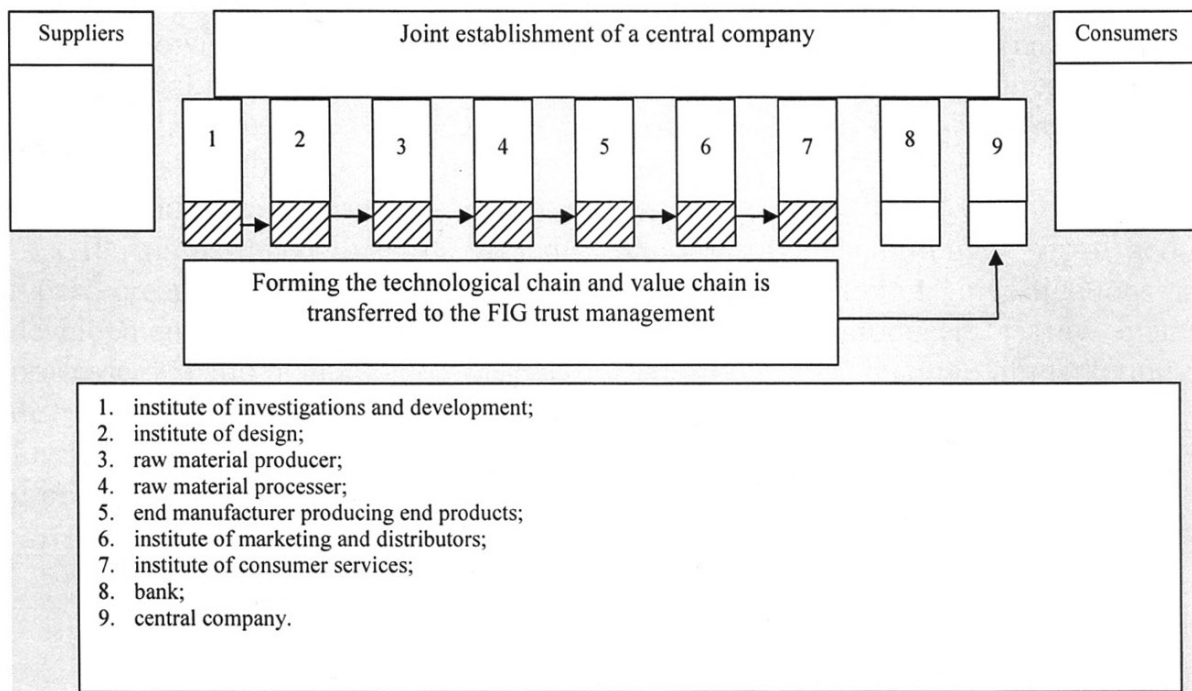 Suppliers
Joint establishment of a central company
Consumers
1
2
3
4
5
6
7
8
9
Forming the technological chain and value chain is
transferred to the FIG trust management
1. institute of investigations and development;
2. institute of design;
3. raw material producer;
4. raw material processer;
5. end manufacturer producing end products;
6. institute of marketing and distributors;
7. institute of consumer services;
8. bank;
9. central company.